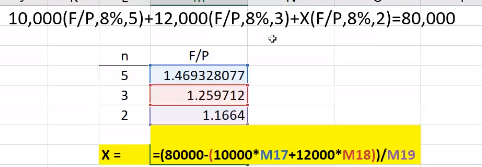 10,000(F/P,8%,5)+12,000(F/P,8%,3)+X(F/P,8%,2)=80,000
n F/P
5 1.469328077
3 1.259712
2 1.1664
X = =(80000-(10000*M17+12000*M18))/M19